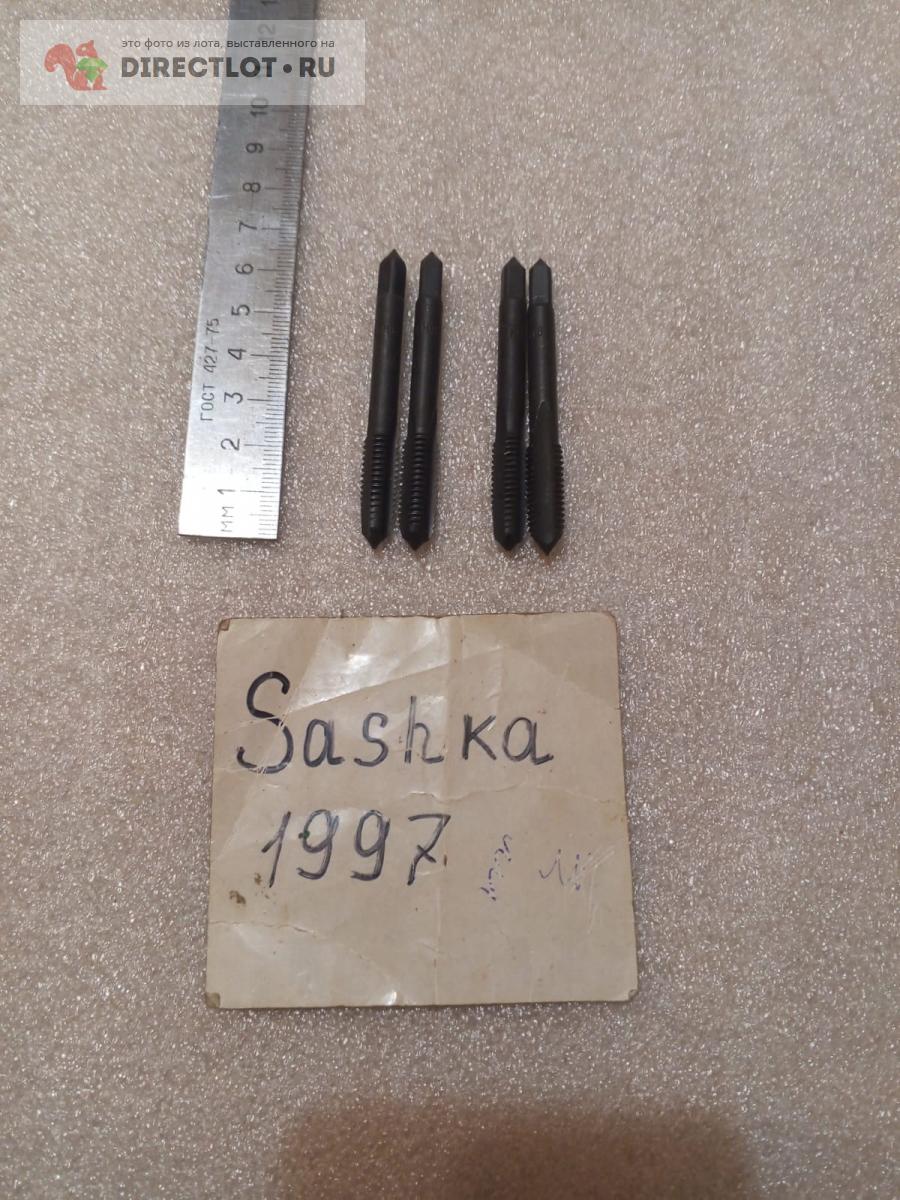 это фото из лота, выставленного на
DIRECTLOT•RU
12
10
9
8
7
6
5
4
3
2
1
мм
ГОСТ 427-75
Sashka
1997